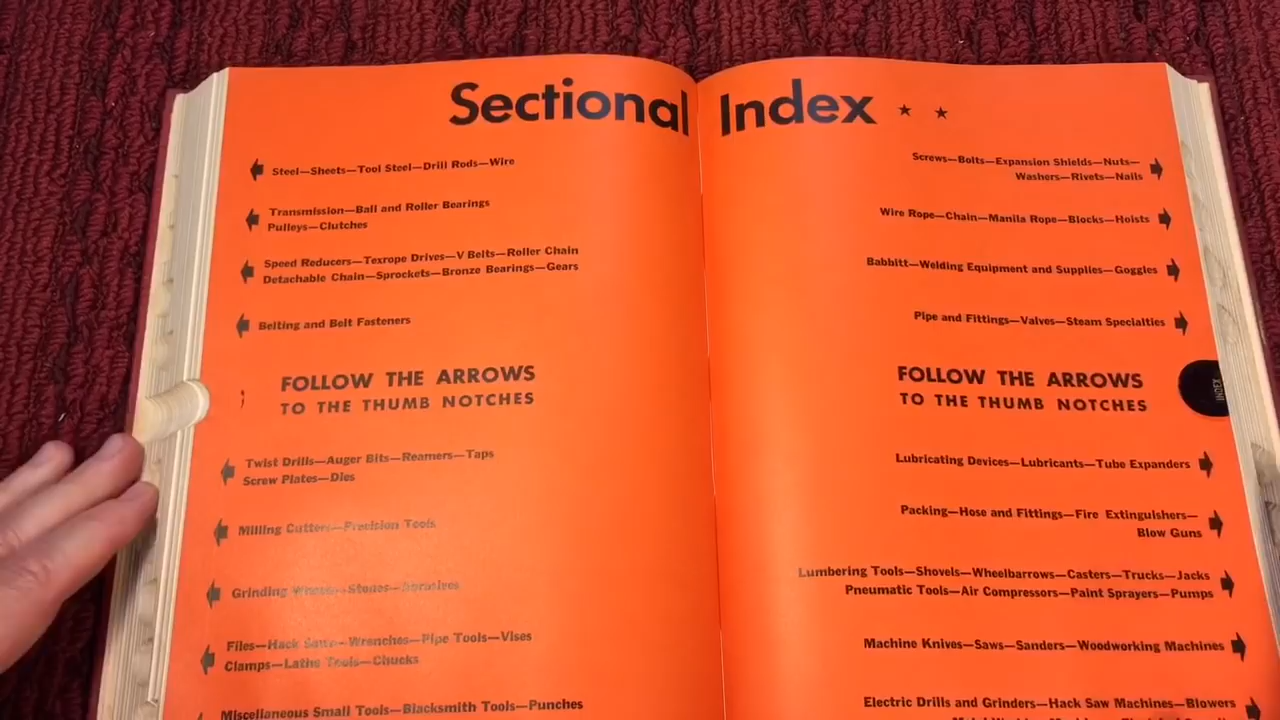 Sectional Index ★ ★
Steel—Sheets—Tool Steel—Drill Rods—Wire
Transmission—Ball and Roller Bearings
Pulleys—Clutches
Speed Reducers—Texrope Drives—V Belts—Roller Chain
Detachable Chain—Sprockets—Bronze Bearings—Gears
Belting and Belt Fasteners
FOLLOW THE ARROWS
TO THE THUMB NOTCHES
Twist Drills—Auger Bits—Reamers—Taps
Screw Plates—Dies
Milling Cutters—Precision Tools
Grinding Wheels—Stones—Abrasives
Files—Hack Saws—Wrenches—Pipe Tools—Vises
Clamps—Lathe Tools—Chucks
Miscellaneous Small Tools—Blacksmith Tools—Punches
Screws—Bolts—Expansion Shields—Nuts—
Washers—Rivets—Nails
Wire Rope—Chain—Manila Rope—Blocks—Hoists
Babbitt—Welding Equipment and Supplies—Goggles
Pipe and Fittings—Valves—Steam Specialties
FOLLOW THE ARROWS
TO THE THUMB NOTCHES
INDEX
Lubricating Devices—Lubricants—Tube Expanders
Packing—Hose and Fittings—Fire Extinguishers—
Blow Guns
Lumbering Tools—Shovels—Wheelbarrows—Casters—Trucks—Jacks
Pneumatic Tools—Air Compressors—Paint Sprayers—Pumps
Machine Knives—Saws—Sanders—Woodworking Machines
Electric Drills and Grinders—Hack Saw Machines—Blowers